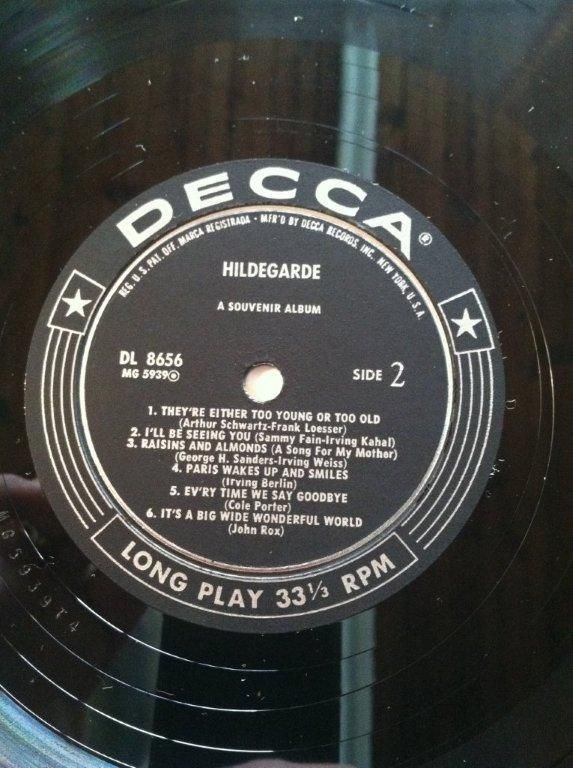 DECCA®
REG. U.S. PAT. OFF. MARCA REGISTRADA • MFR'D BY DECCA RECORDS, INC., NEW YORK, U.S.A.
HILDEGARDE
A SOUVENIR ALBUM
DL 8656
MG 5939
SIDE 2
1. THEY'RE EITHER TOO YOUNG OR TOO OLD
(Arthur Schwartz-Frank Loesser)
2. I'LL BE SEEING YOU (Sammy Fain-Irving Kahal)
3. RAISINS AND ALMONDS (A Song For My Mother)
(George H. Sanders-Irving Weiss)
4. PARIS WAKES UP AND SMILES
(Irving Berlin)
5. EV'RY TIME WE SAY GOODBYE
(Cole Porter)
6. IT'S A BIG WIDE WONDERFUL WORLD
(John Rox)
LONG PLAY 33⅓ RPM
MG5939T4